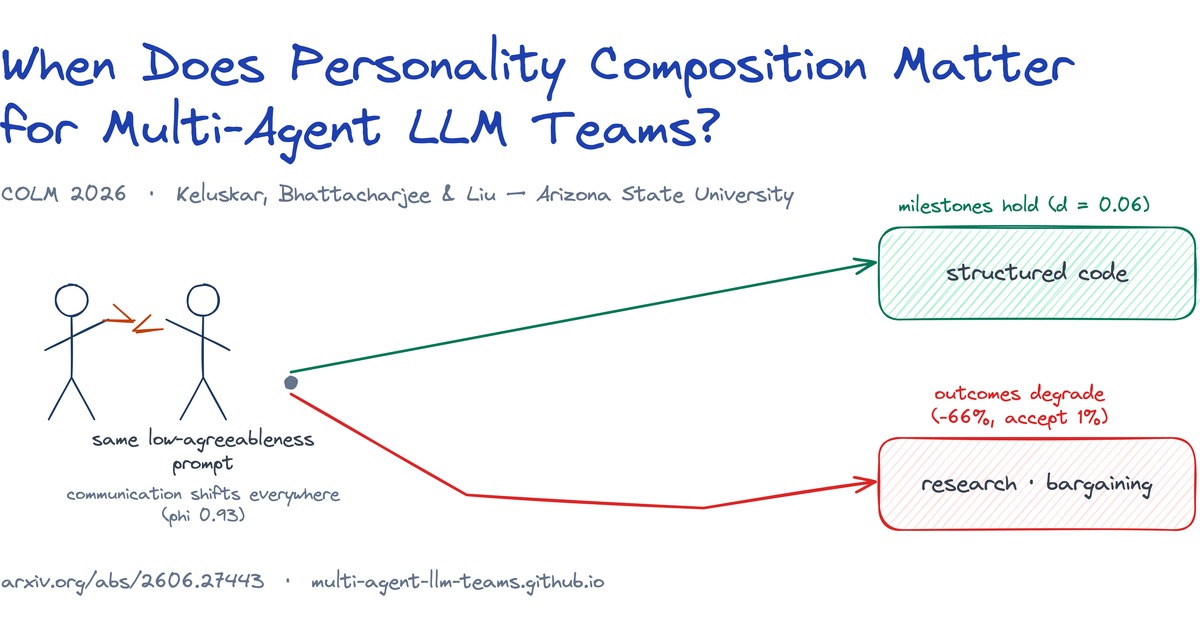 When Does Personality Composition Matter
for Multi-Agent LLM Teams?
COLM 2026 · Keluskar, Bhattacharjee & Liu — Arizona State University
milestones hold (d = 0.06)
structured code
same low-agreeableness
prompt
communication shifts everywhere
(phi 0.93)
outcomes degrade
(-66%, accept 1%)
research · bargaining
arxiv.org/abs/2606.27443 · multi-agent-llm-teams.github.io